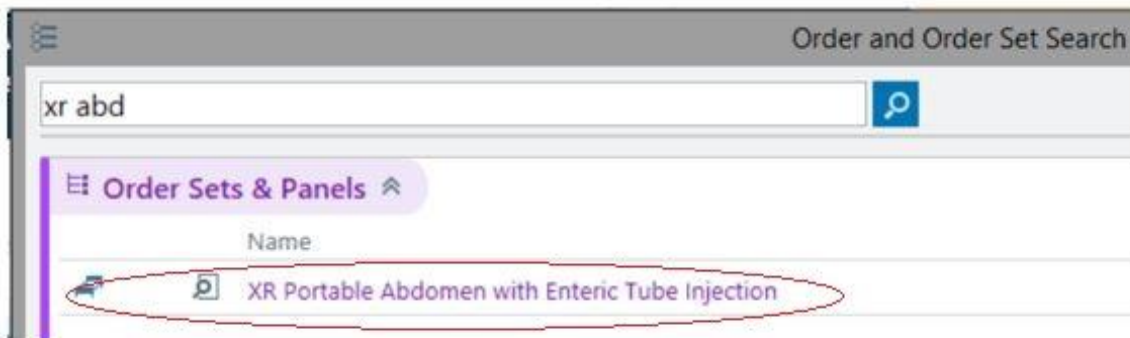 Order and Order Set Search
xr abd
Order Sets & Panels
Name
XR Portable Abdomen with Enteric Tube Injection